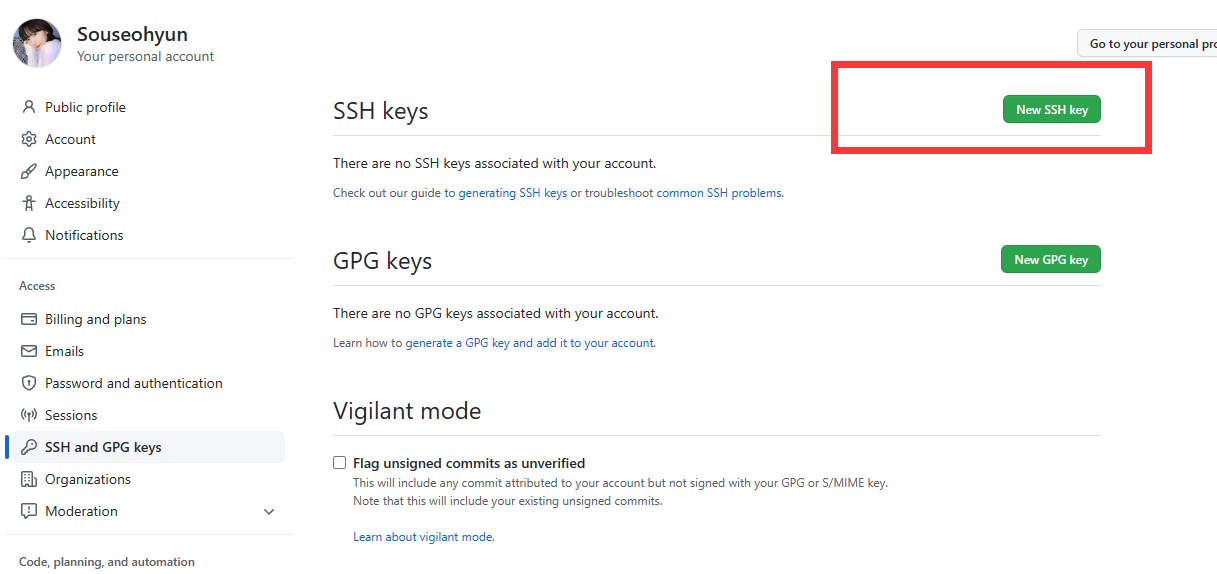 Souseohyun
Your personal account
Go to your personal pro
Public profile
Account
Appearance
Accessibility
Notifications
Access
Billing and plans
Emails
Password and authentication
Sessions
SSH and GPG keys
Organizations
Moderation
Code, planning, and automation
SSH keys
New SSH key
There are no SSH keys associated with your account.
Check out our guide to generating SSH keys or troubleshoot common SSH problems.
GPG keys
New GPG key
There are no GPG keys associated with your account.
Learn how to generate a GPG key and add it to your account.
Vigilant mode
Flag unsigned commits as unverified
This will include any commit attributed to your account but not signed with your GPG or S/MIME key.
Note that this will include your existing unsigned commits.
Learn about vigilant mode.